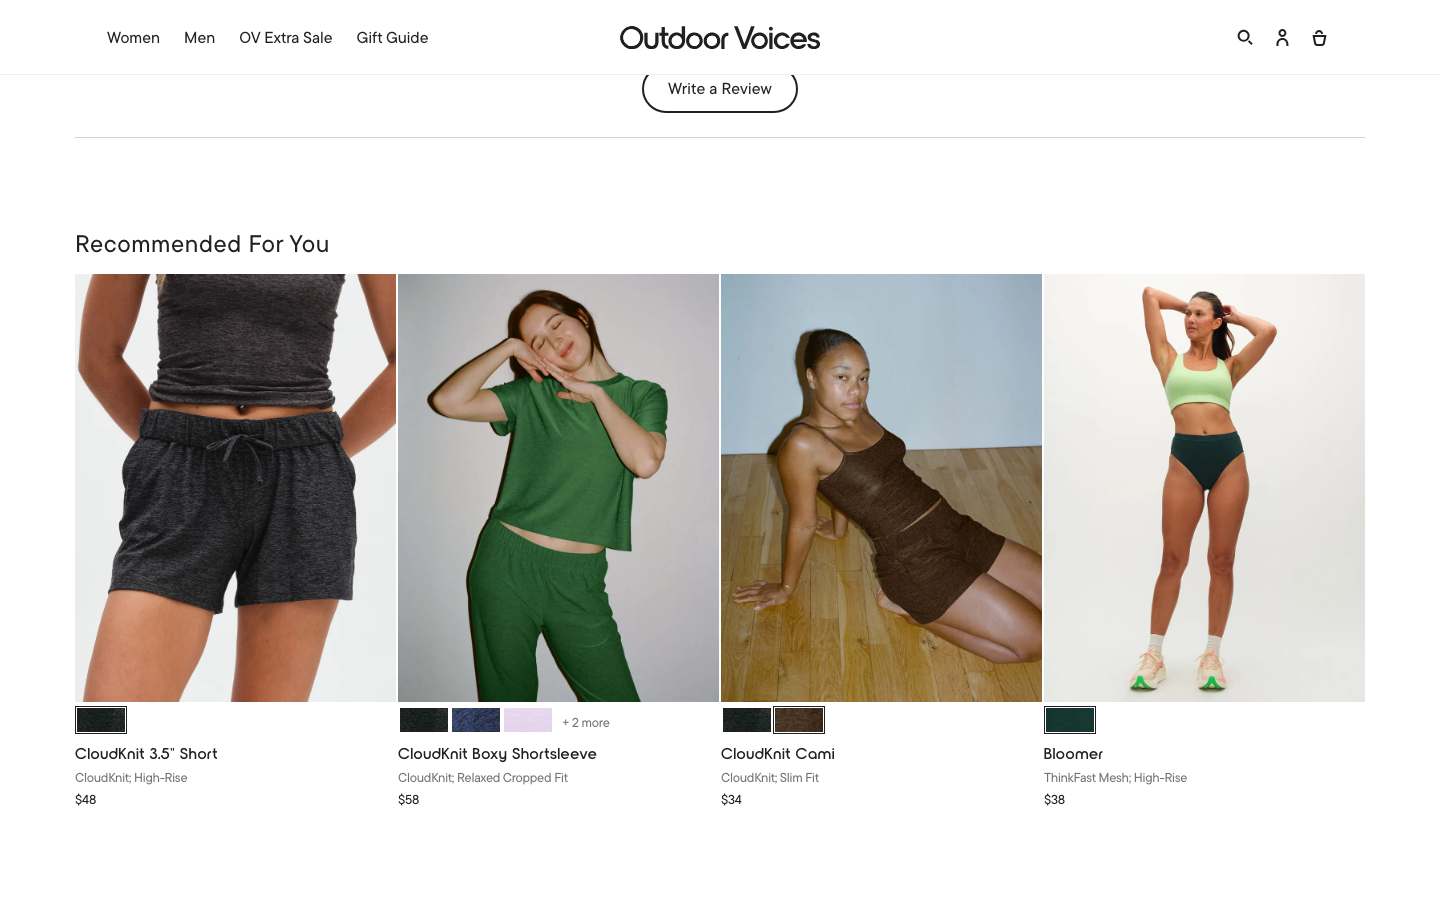 Women
Men
OV Extra Sale
Gift Guide
Outdoor Voices
Write a Review
Recommended For You
+ 2 more
CloudKnit 3.5" Short
CloudKnit; High-Rise
$48
CloudKnit Boxy Shortsleeve
CloudKnit; Relaxed Cropped Fit
$58
CloudKnit Cami
CloudKnit; Slim Fit
$34
Bloomer
ThinkFast Mesh; High-Rise
$38